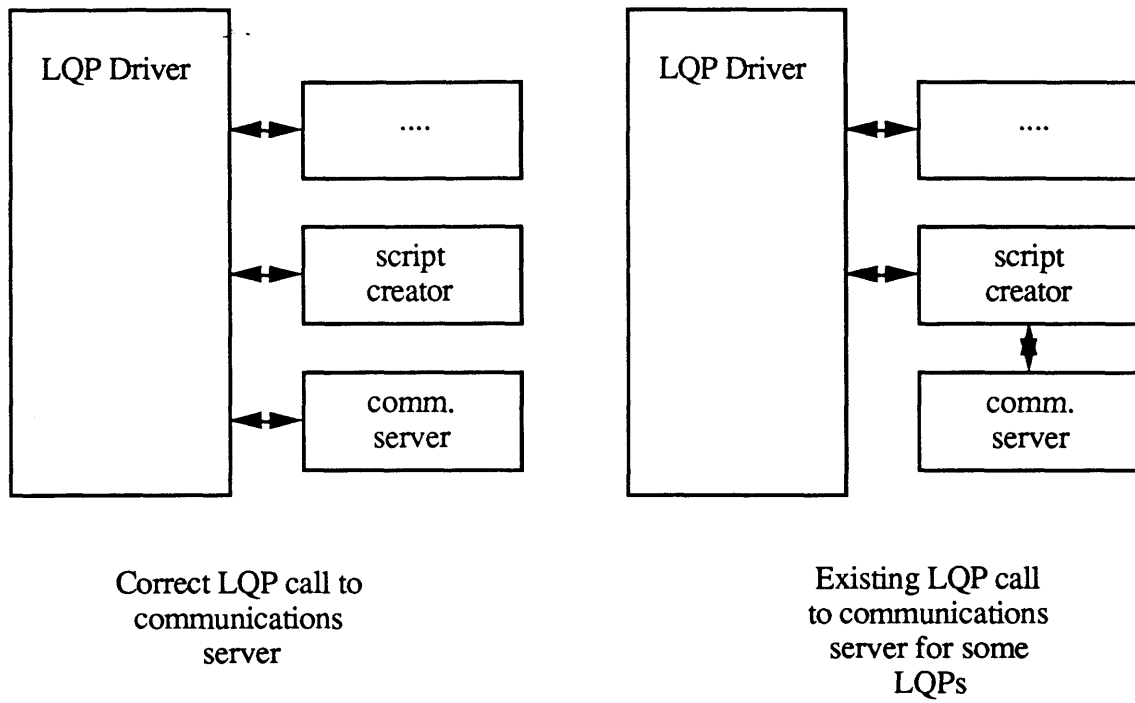 LQP Driver
....
script
creator
comm.
server
Correct LQP call to
communications
server
LQP Driver
....
script
creator
comm.
server
Existing LQP call
to communications
server for some
LQPs